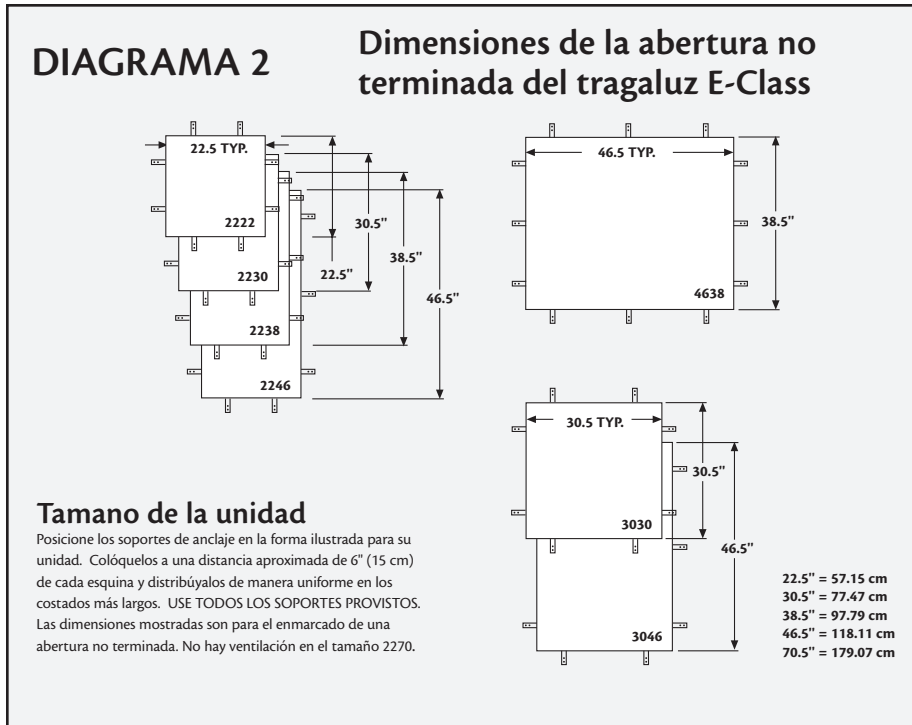 DIAGRAMA 2
Dimensiones de la abertura no
terminada del tragaluz E-Class
22.5 TYP.
2222
2230
2238
2246
22.5"
30.5"
38.5"
46.5"
46.5 TYP.
4638
38.5"
30.5 TYP.
3030
3046
30.5"
46.5"
Tamano de la unidad
Posicione los soportes de anclaje en la forma ilustrada para su
unidad. Colóquelos a una distancia aproximada de 6" (15 cm)
de cada esquina y distribúyalos de manera uniforme en los
costados más largos. USE TODOS LOS SOPORTES PROVISTOS.
Las dimensiones mostradas son para el enmarcado de una
abertura no terminada. No hay ventilación en el tamaño 2270.
22.5" = 57.15 cm
30.5" = 77.47 cm
38.5" = 97.79 cm
46.5" = 118.11 cm
70.5" = 179.07 cm